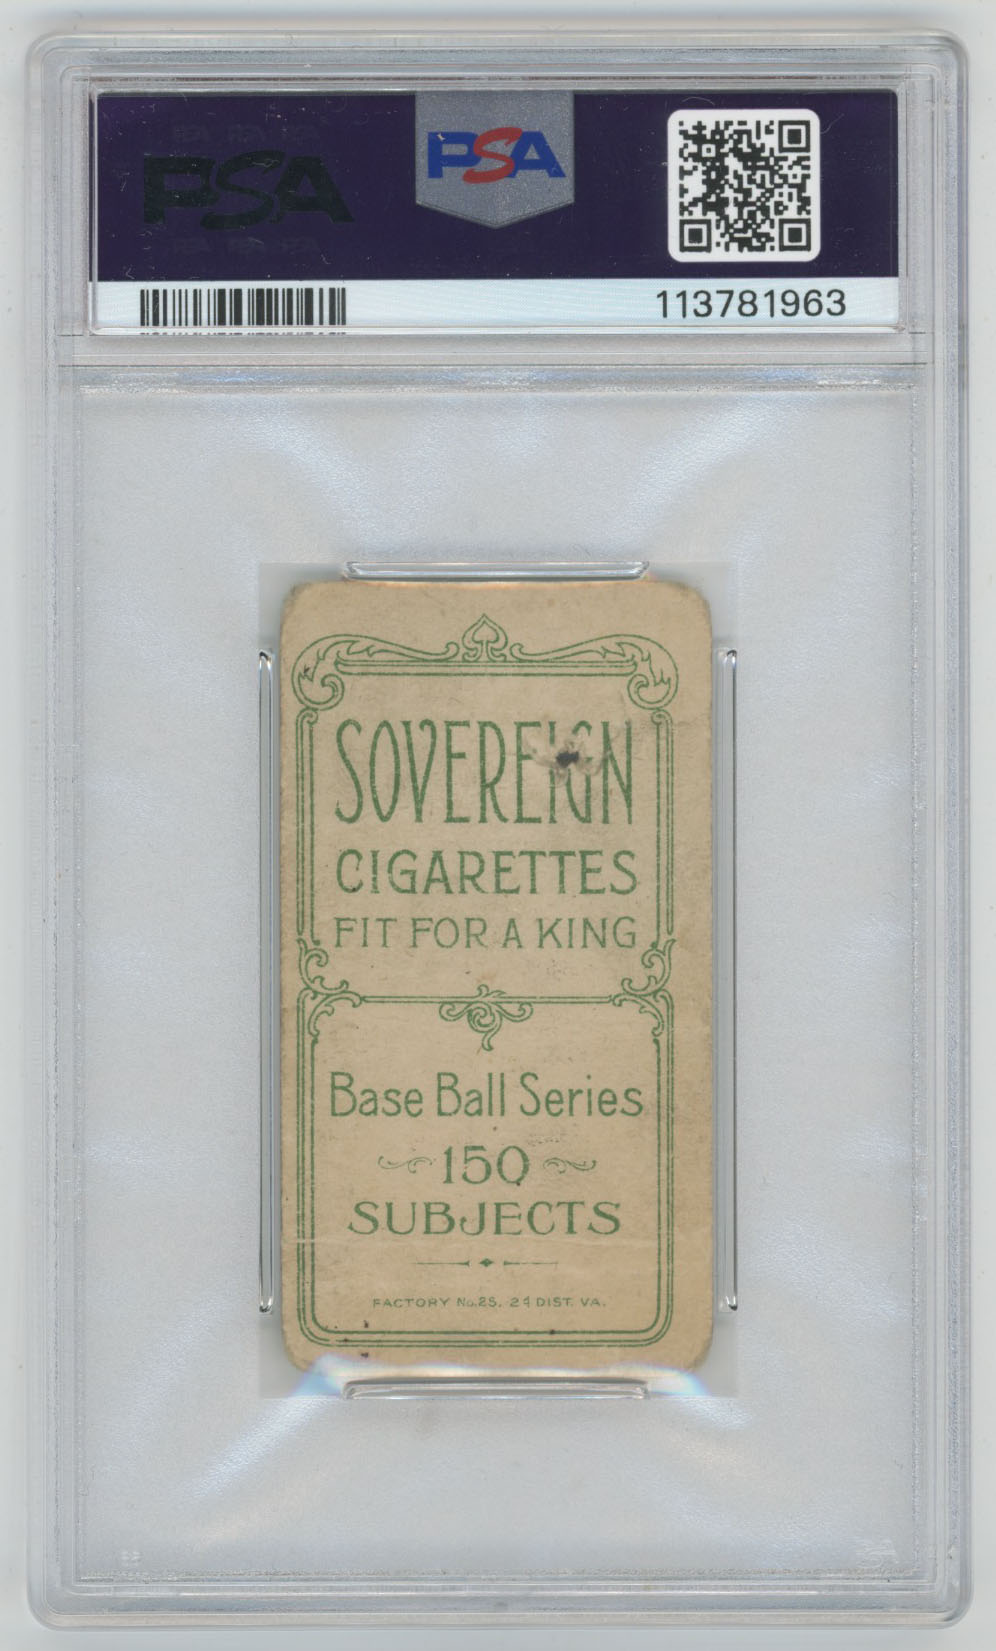 PSA
PSA
113781963
SOVEREIGN
CIGARETTES
FIT FOR A KING
Base Ball Series
150
SUBJECTS
FACTORY No. 25. 2d DIST. VA.